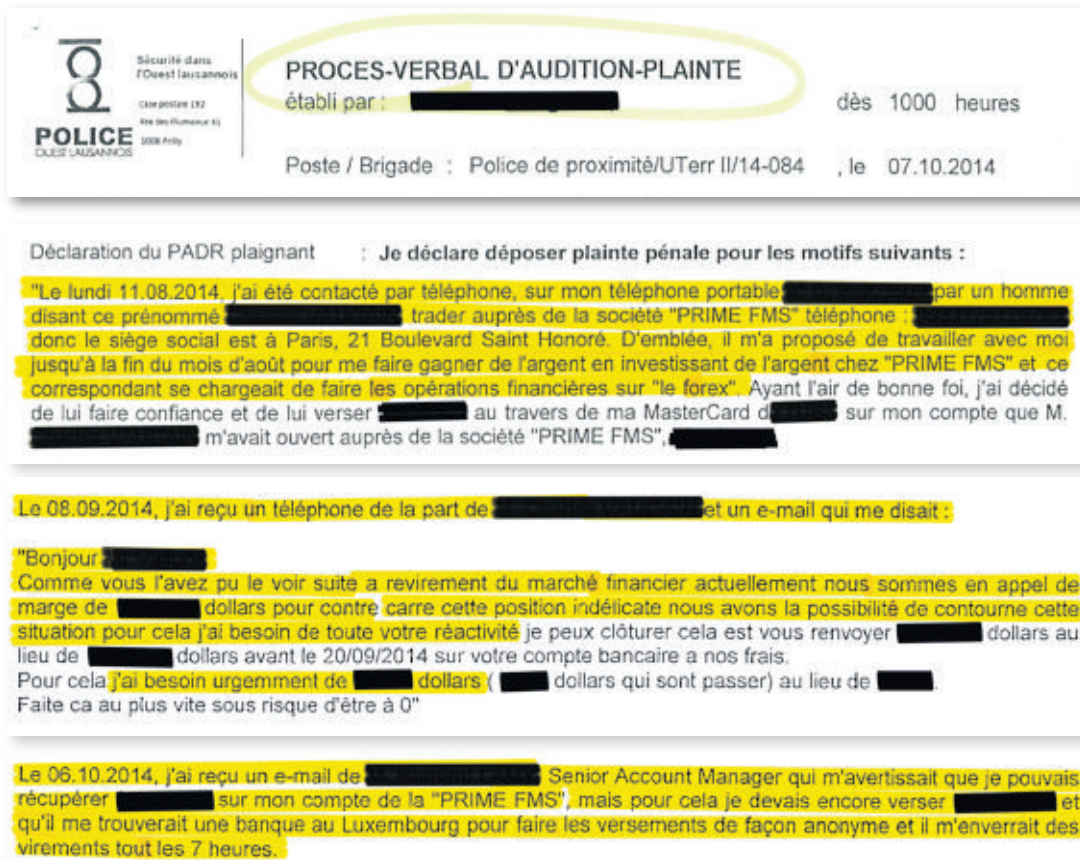 Sécurité dans
l'Ouest lausannois
Case postale 192
1008 Prilly
POLICE
OUEST LAUSANNOIS
PROCES-VERBAL D'AUDITION-PLAINTE
établi par : dès 1000 heures
Poste / Brigade : Police de proximité/UTerr II/14-084 , le 07.10.2014
Déclaration du PADR plaignant : Je déclare déposer plainte pénale pour les motifs suivants :
"Le lundi 11.08.2014, j'ai été contacté par téléphone, sur mon téléphone portable par un homme
disant ce prénommé trader auprès de la société "PRIME FMS" téléphone :
donc le siège social est à Paris, 21 Boulevard Saint Honoré. D'emblée, il m'a proposé de travailler avec moi
jusqu'à la fin du mois d'août pour me faire gagner de l'argent en investissant de l'argent chez "PRIME FMS" et ce
correspondant se chargeait de faire les opérations financières sur "le forex". Ayant l'air de bonne foi, j'ai décidé
de lui faire confiance et de lui verser au travers de ma MasterCard d sur mon compte que M.
m'avait ouvert auprès de la société "PRIME FMS",
Le 08.09.2014, j'ai reçu un téléphone de la part de et un e-mail qui me disait :
"Bonjour
Comme vous l'avez pu le voir suite a revirement du marché financier actuellement nous sommes en appel de
marge de dollars pour contre carre cette position indélicate nous avons la possibilité de contourne cette
situation pour cela j'ai besoin de toute votre réactivité je peux clôturer cela est vous renvoyer dollars au
lieu de dollars avant le 20/09/2014 sur votre compte bancaire a nos frais.
Pour cela j'ai besoin urgemment de dollars ( dollars qui sont passer) au lieu de .
Faite ca au plus vite sous risque d'être à 0"
Le 06.10.2014, j'ai reçu un e-mail de Senior Account Manager qui m'avertissait que je pouvais
récupérer sur mon compte de la "PRIME FMS", mais pour cela je devais encore verser et
qu'il me trouverait une banque au Luxembourg pour faire les versements de façon anonyme et il m'enverrait des
virements tout les 7 heures.